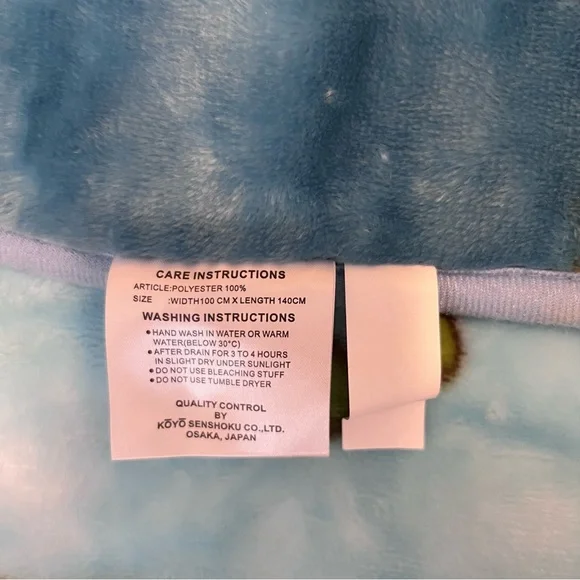 CARE INSTRUCTIONS
ARTICLE:POLYESTER 100%
SIZE :WIDTH100 CM X LENGTH 140CM
WASHING INSTRUCTIONS
●HAND WASH IN WATER OR WARM
WATER(BELOW 30°C)
●AFTER DRAIN FOR 3 TO 4 HOURS
IN SLIGHT DRY UNDER SUNLIGHT
●DO NOT USE BLEACHING STUFF
●DO NOT USE TUMBLE DRYER
QUALITY CONTROL
BY
KŌYŌ SENSHOKU CO.,LTD.
OSAKA, JAPAN